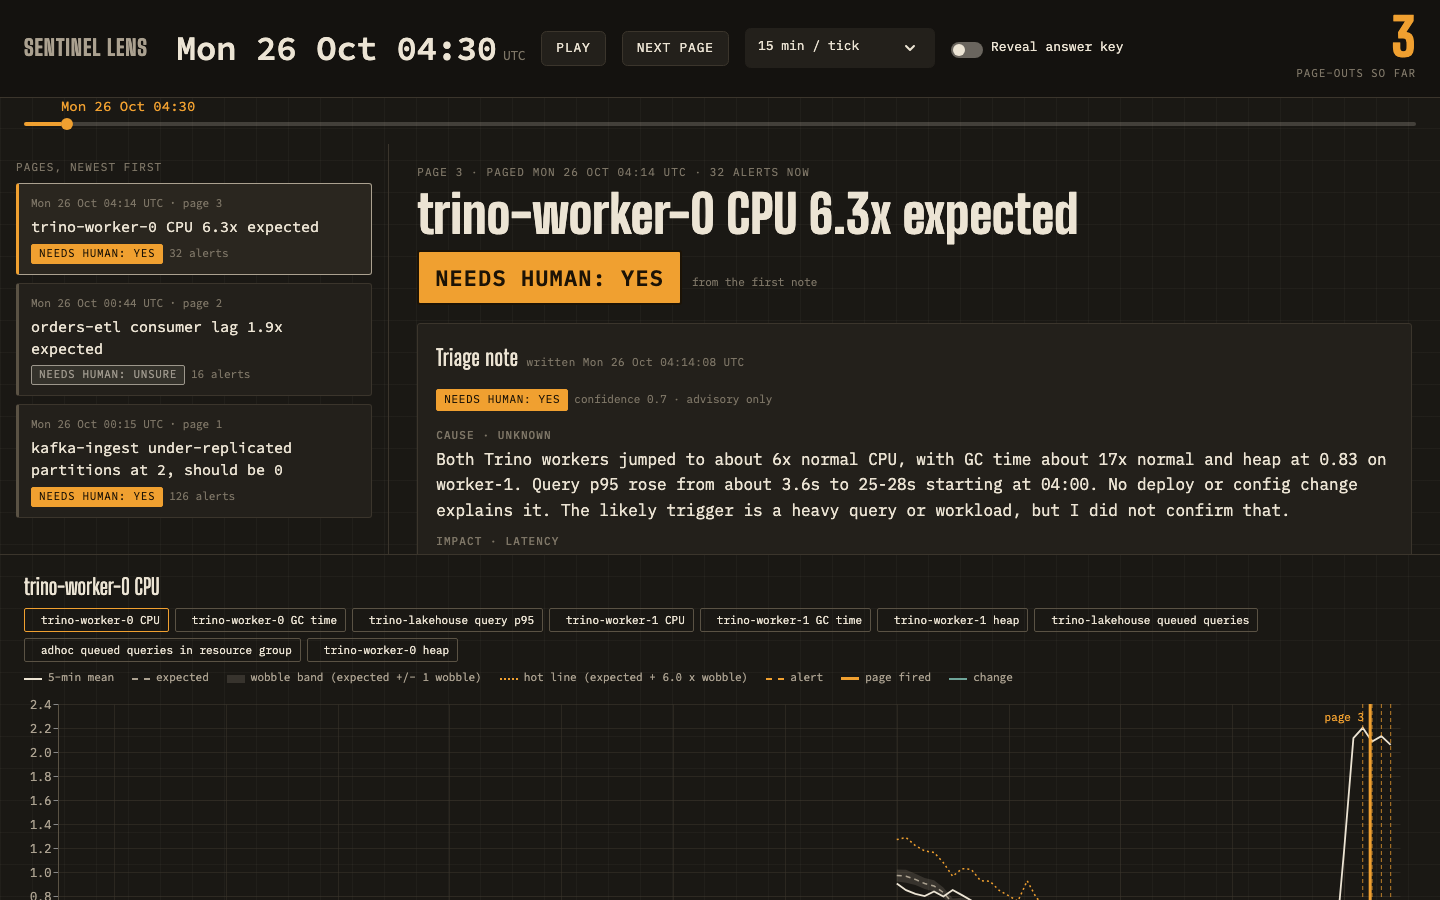 SENTINEL LENS
Mon 26 Oct 04:30 UTC
PLAY
NEXT PAGE
15 min / tick
Reveal answer key
3
PAGE-OUTS SO FAR
Mon 26 Oct 04:30
PAGES, NEWEST FIRST
Mon 26 Oct 04:14 UTC · page 3
trino-worker-0 CPU 6.3x expected
NEEDS HUMAN: YES 32 alerts
Mon 26 Oct 00:44 UTC · page 2
orders-etl consumer lag 1.9x
expected
NEEDS HUMAN: UNSURE 16 alerts
Mon 26 Oct 00:15 UTC · page 1
kafka-ingest under-replicated
partitions at 2, should be 0
NEEDS HUMAN: YES 126 alerts
PAGE 3 · PAGED MON 26 OCT 04:14 UTC · 32 ALERTS NOW
trino-worker-0 CPU 6.3x expected
NEEDS HUMAN: YES from the first note
Triage note written Mon 26 Oct 04:14:08 UTC
NEEDS HUMAN: YES confidence 0.7 · advisory only
CAUSE · UNKNOWN
Both Trino workers jumped to about 6x normal CPU, with GC time about 17x normal and heap at 0.83 on
worker-1. Query p95 rose from about 3.6s to 25-28s starting at 04:00. No deploy or config change
explains it. The likely trigger is a heavy query or workload, but I did not confirm that.
IMPACT · LATENCY
trino-worker-0 CPU
trino-worker-0 CPU
trino-worker-0 GC time
trino-lakehouse query p95
trino-worker-1 CPU
trino-worker-1 GC time
trino-worker-1 heap
trino-lakehouse queued queries
adhoc queued queries in resource group
trino-worker-0 heap
5-min mean
expected
wobble band (expected +/- 1 wobble)
hot line (expected + 6.0 x wobble)
alert
page fired
change
2.4
page 3
2.2
2.0
1.8
1.6
1.4
1.2
1.0
0.8